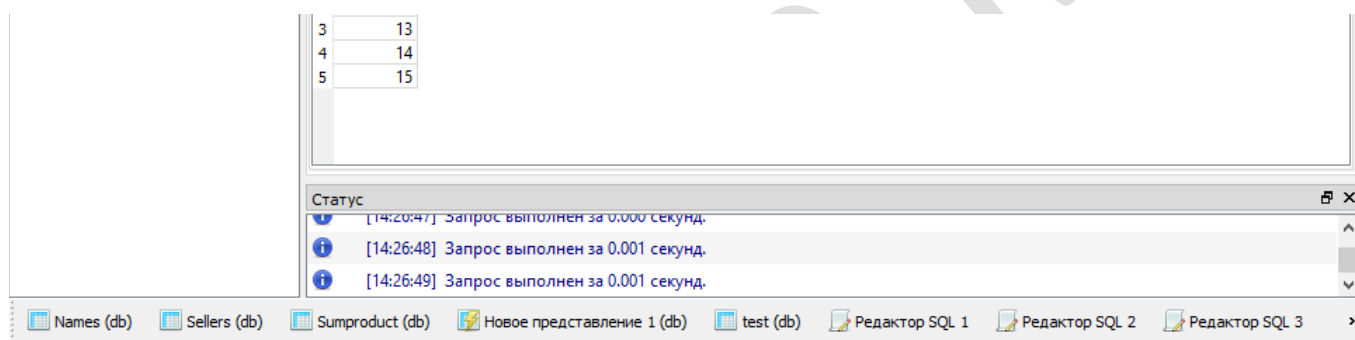 3 13
4 14
5 15
Статус
[14:26:47] Запрос выполнен за 0.000 секунд.
[14:26:48] Запрос выполнен за 0.001 секунд.
[14:26:49] Запрос выполнен за 0.001 секунд.
Names (db) Sellers (db) Sumproduct (db) Новое представление 1 (db) test (db) Редактор SQL 1 Редактор SQL 2 Редактор SQL 3